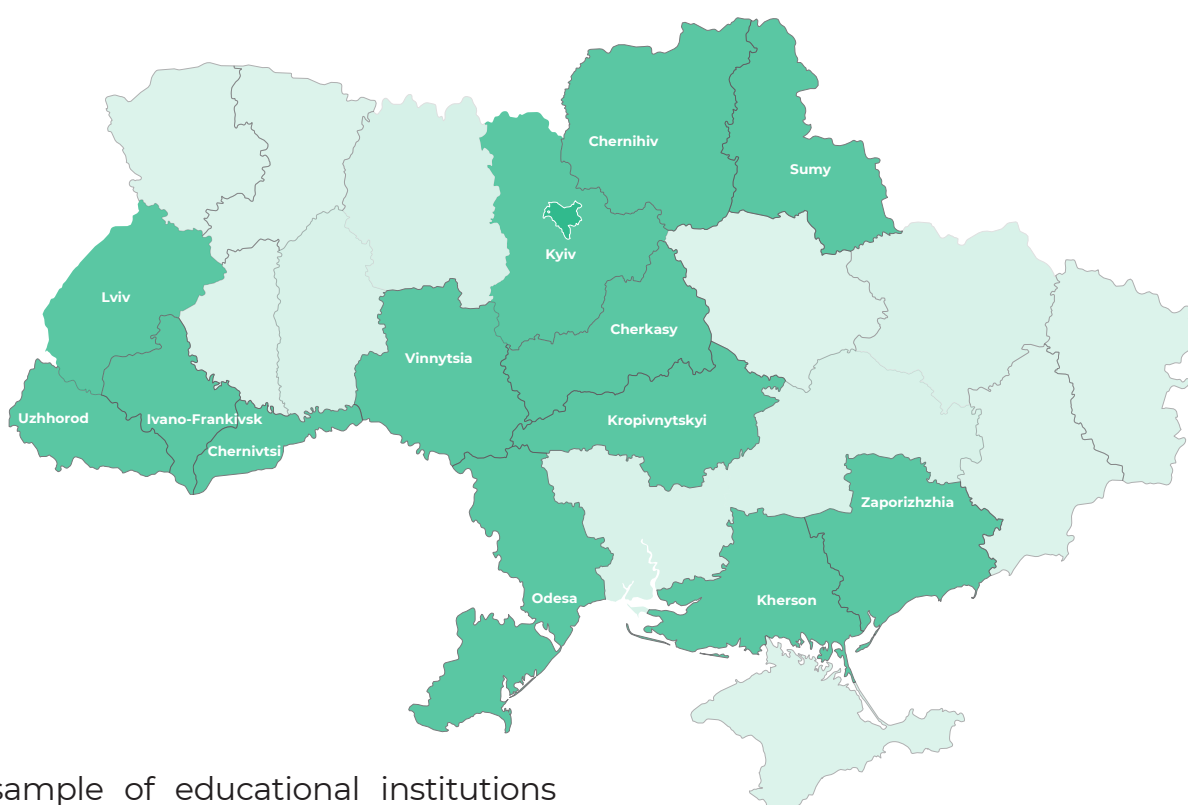 Chernihiv
Sumy
Kyiv
Lviv
Cherkasy
Vinnytsia
Uzhhorod
Ivano-Frankivsk
Kropivnytskyi
Chernivtsi
Zaporizhzhia
Odesa
Kherson
sample of educational institutions